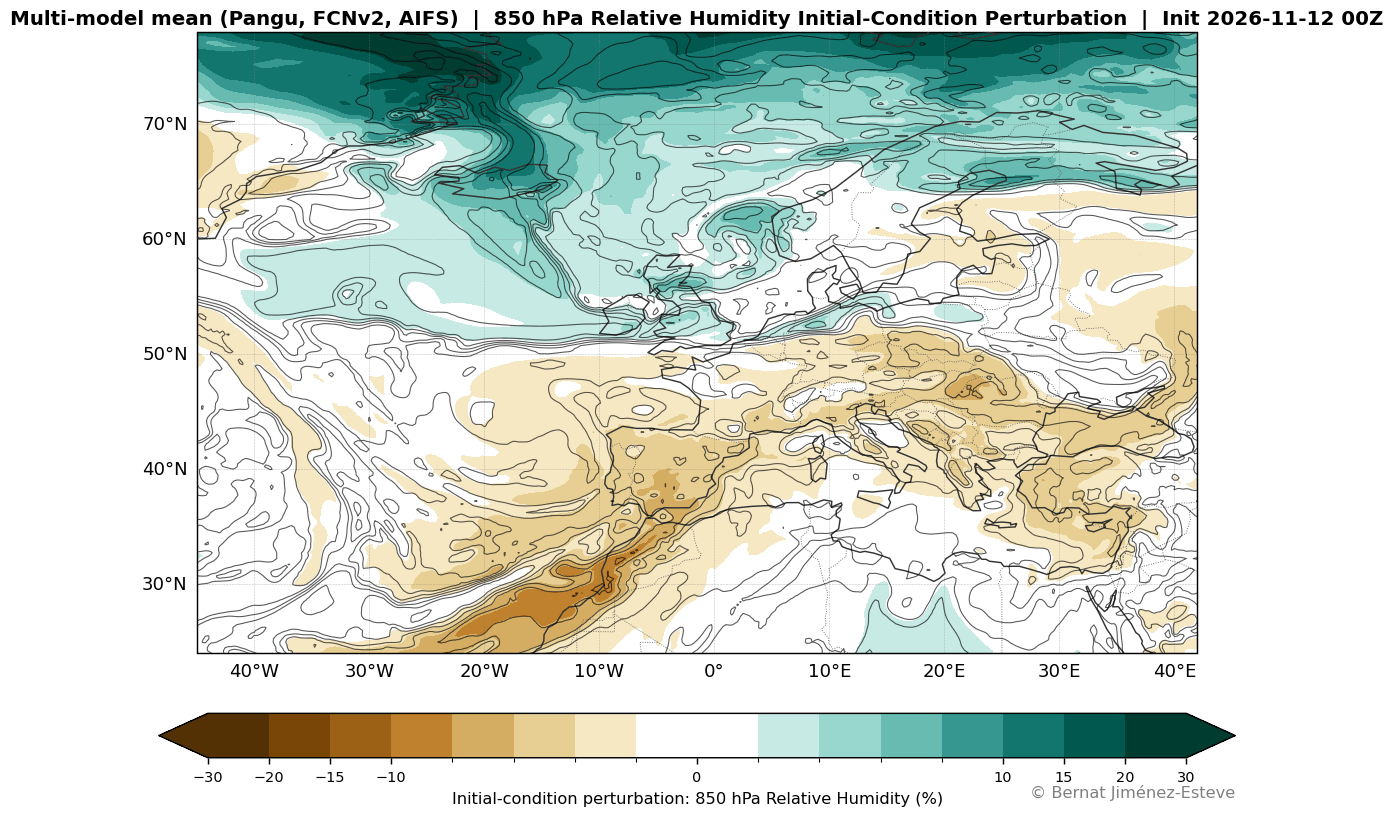 Multi-model mean (Pangu, FCNv2, AIFS)  |  850 hPa Relative Humidity Initial-Condition Perturbation  |  Init 2026-11-12 00Z
70°N
60°N
50°N
40°N
30°N
40°W 30°W 20°W 10°W 0° 10°E 20°E 30°E 40°E
−30 −20 −15 −10 0 10 15 20 30
Initial-condition perturbation: 850 hPa Relative Humidity (%)
© Bernat Jiménez-Esteve